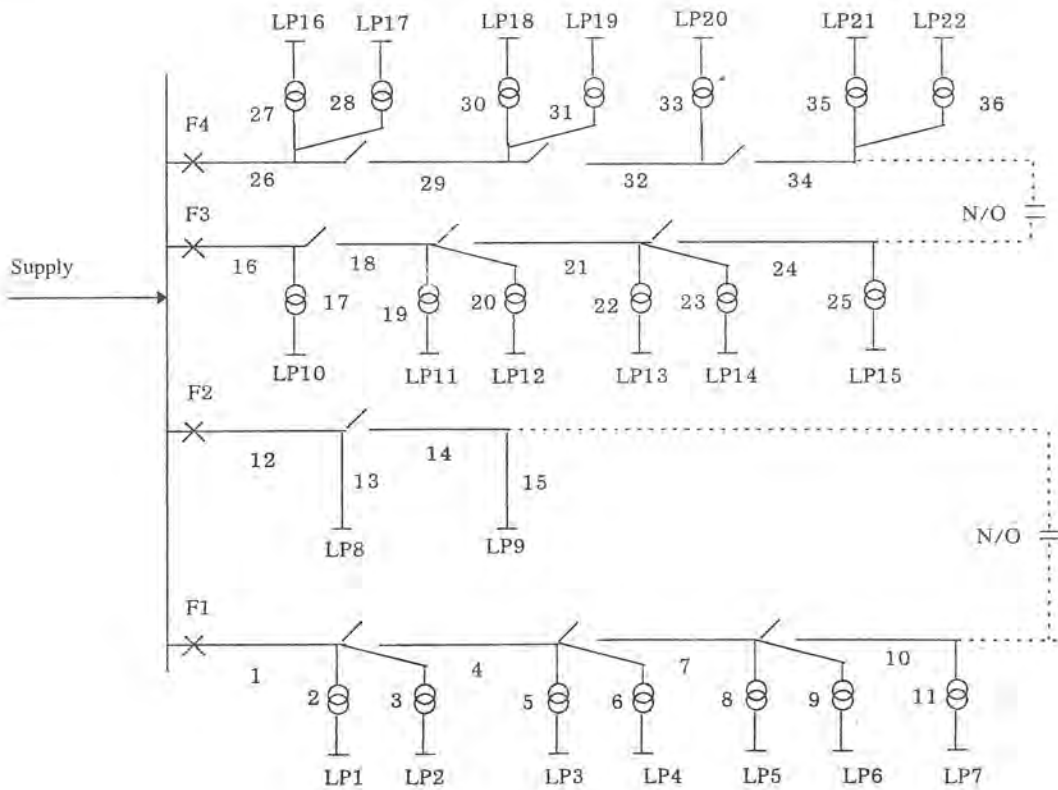 LP16 LP17 LP18 LP19 LP20 LP21 LP22
27 28 30 31 33 35 36
F4
26 29 32 34
N/O
F3
16 18 21 24
Supply
17 19 20 22 23 25
LP10 LP11 LP12 LP13 LP14 LP15
F2
12 14
13 15
LP8 LP9
N/O
F1
1 4 7 10
2 3 5 6 8 9 11
LP1 LP2 LP3 LP4 LP5 LP6 LP7